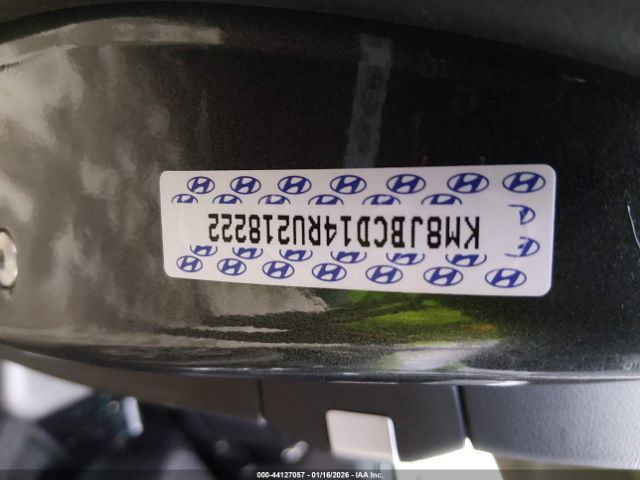 KM8JBCD14RU218222
000-44127057 - 01/16/2026 - IAA Inc.